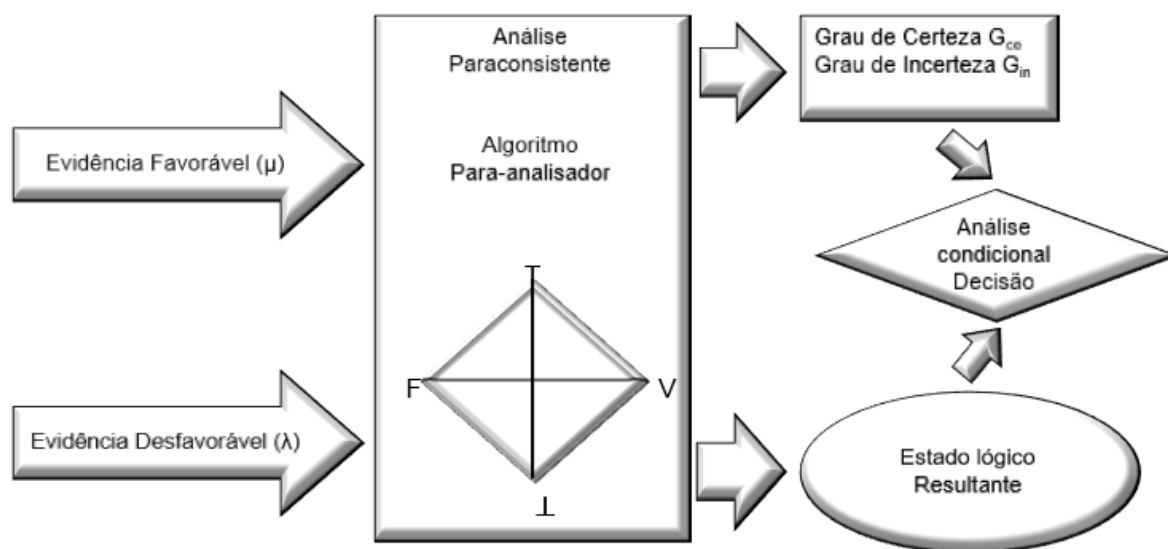 Evidência Favorável (μ)
Evidência Desfavorável (λ)
Análise
Paraconsistente
Algoritmo
Para-analisador
T
F
V
⊥
Grau de Certeza Gce
Grau de Incerteza Gin
Análise
condicional
Decisão
Estado lógico
Resultante